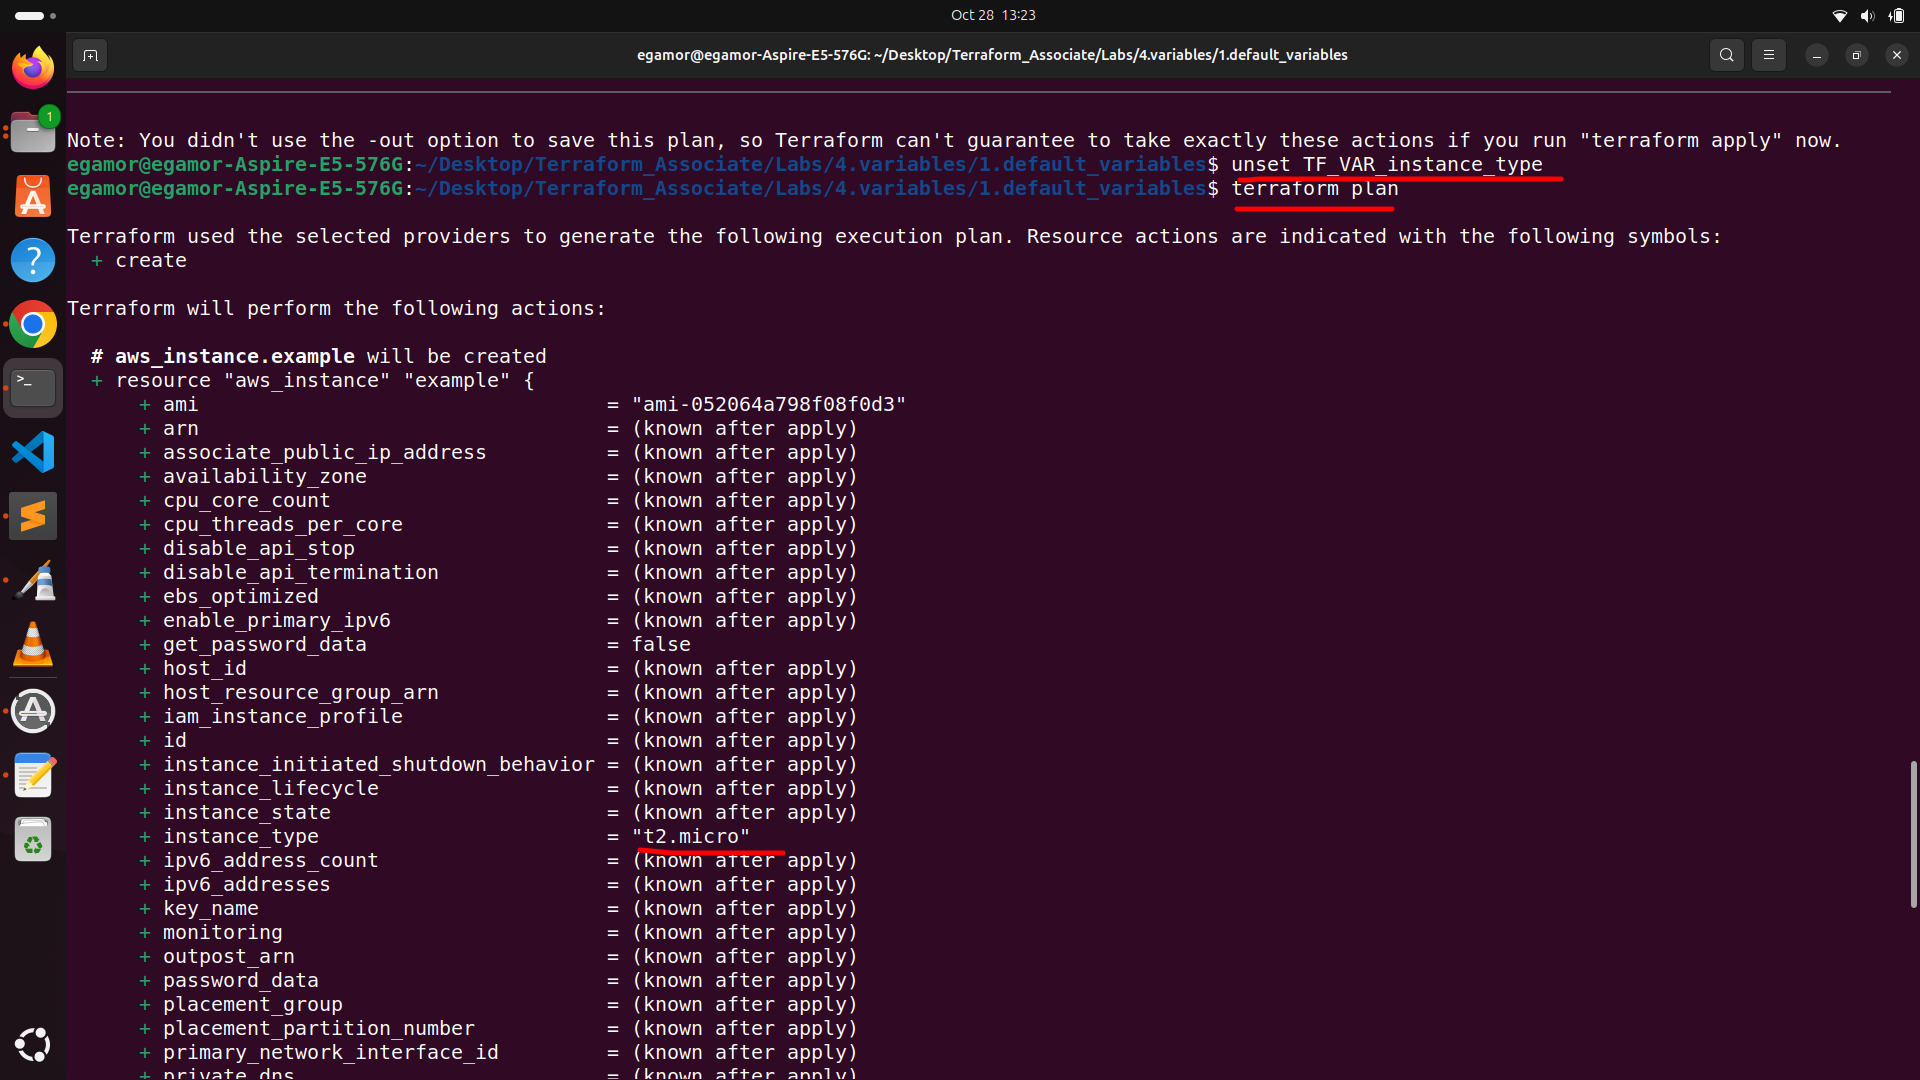 Oct 28 13:23
egamor@egamor-Aspire-E5-576G: ~/Desktop/Terraform_Associate/Labs/4.variables/1.default_variables
1
Note: You didn't use the -out option to save this plan, so Terraform can't guarantee to take exactly these actions if you run "terraform apply" now.
egamor@egamor-Aspire-E5-576G:~/Desktop/Terraform_Associate/Labs/4.variables/1.default_variables$ unset TF_VAR_instance_type
egamor@egamor-Aspire-E5-576G:~/Desktop/Terraform_Associate/Labs/4.variables/1.default_variables$ terraform plan
Terraform used the selected providers to generate the following execution plan. Resource actions are indicated with the following symbols:
+ create
Terraform will perform the following actions:
# aws_instance.example will be created
+ resource "aws_instance" "example" {
+ ami = "ami-052064a798f08f0d3"
+ arn = (known after apply)
+ associate_public_ip_address = (known after apply)
+ availability_zone = (known after apply)
+ cpu_core_count = (known after apply)
+ cpu_threads_per_core = (known after apply)
+ disable_api_stop = (known after apply)
+ disable_api_termination = (known after apply)
+ ebs_optimized = (known after apply)
+ enable_primary_ipv6 = (known after apply)
+ get_password_data = false
+ host_id = (known after apply)
+ host_resource_group_arn = (known after apply)
+ iam_instance_profile = (known after apply)
+ id = (known after apply)
+ instance_initiated_shutdown_behavior = (known after apply)
+ instance_lifecycle = (known after apply)
+ instance_state = (known after apply)
+ instance_type = "t2.micro"
+ ipv6_address_count = (known after apply)
+ ipv6_addresses = (known after apply)
+ key_name = (known after apply)
+ monitoring = (known after apply)
+ outpost_arn = (known after apply)
+ password_data = (known after apply)
+ placement_group = (known after apply)
+ placement_partition_number = (known after apply)
+ primary_network_interface_id = (known after apply)
+ private_dns = (known after apply)